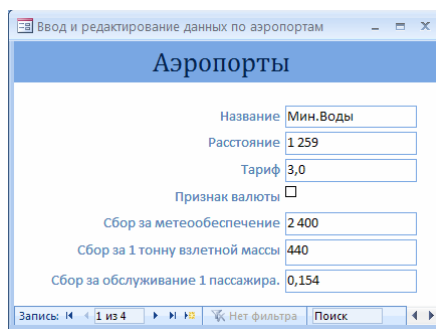 Ввод и редактирование данных по аэропортам
Аэропорты
Название Мин.Воды
Расстояние 1 259
Тариф 3,0
Признак валюты
Сбор за метеообеспечение 2 400
Сбор за 1 тонну взлетной массы 440
Сбор за обслуживание 1 пассажира. 0,154
Запись: 1 из 4 Нет фильтра Поиск